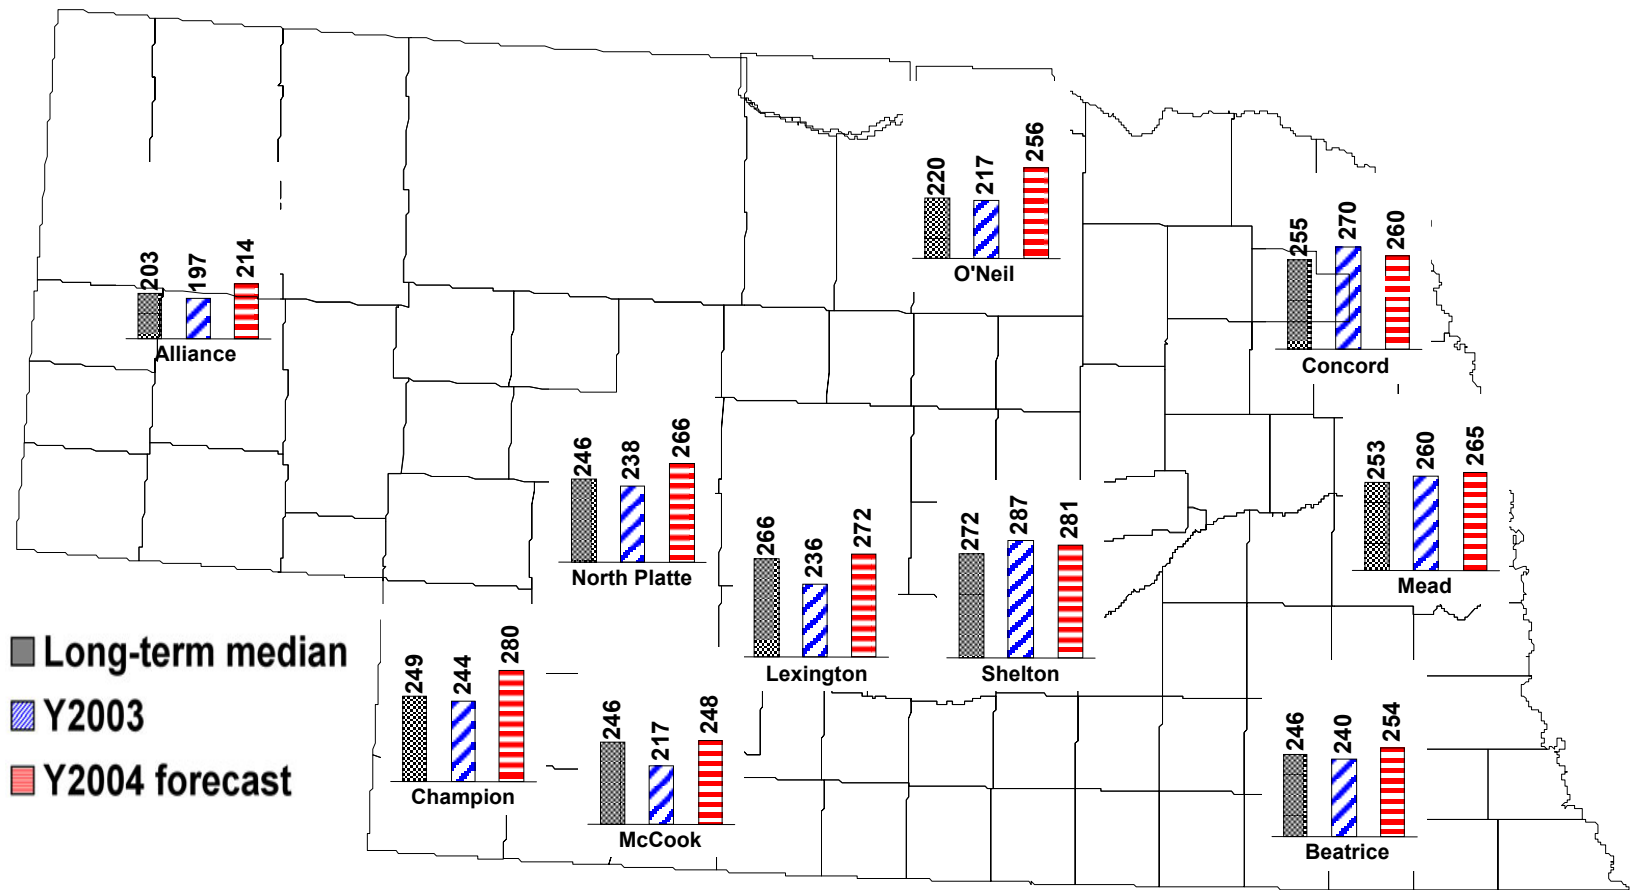 220 217 256
O'Neil
255 270 260
Concord
203 197 214
Alliance
246 238 266
North Platte
253 260 265
Mead
266 236 272
Lexington
272 287 281
Shelton
Long-term median
Y2003
Y2004 forecast
249 244 280
Champion
246 217 248
McCook
246 240 254
Beatrice